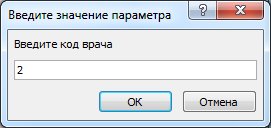 Введите значение параметра
Введите код врача
2
ОК
Отмена